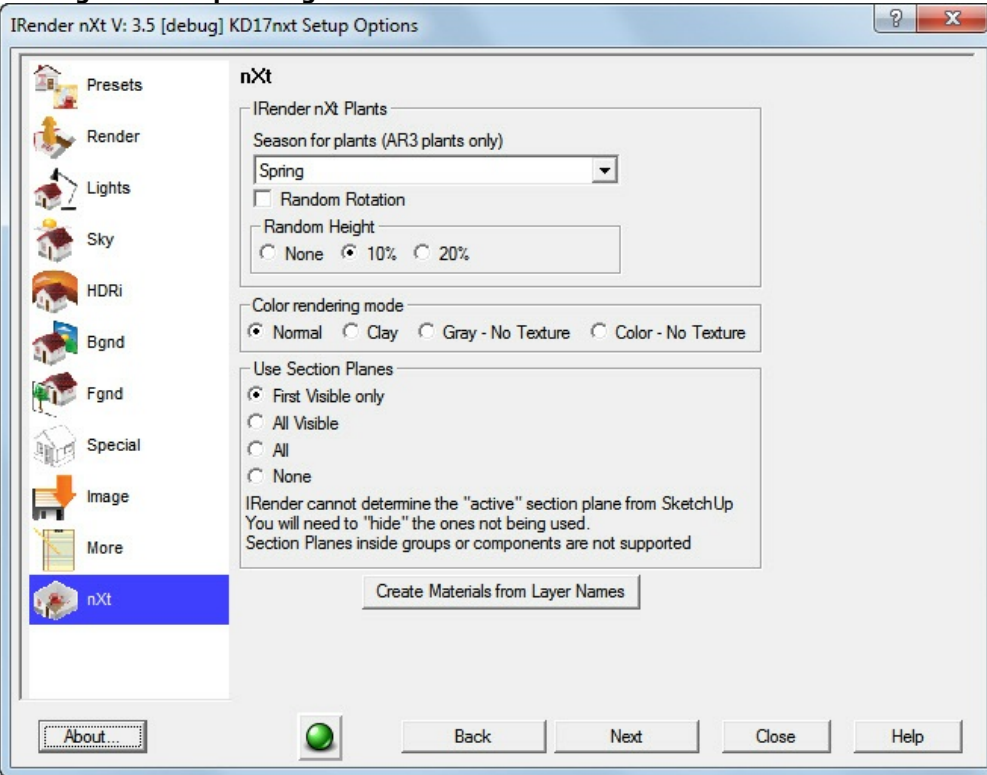 IRender nXt V: 3.5 [debug] KD17nxt Setup Options
Presets
Render
Lights
Sky
HDRi
Bgnd
Fgnd
Special
Image
More
nXt
nXt
IRender nXt Plants
Season for plants (AR3 plants only)
Spring
Random Rotation
Random Height
None 10% 20%
Color rendering mode
Normal Clay Gray - No Texture Color - No Texture
Use Section Planes
First Visible only
All Visible
All
None
IRender cannot determine the "active" section plane from SketchUp
You will need to "hide" the ones not being used.
Section Planes inside groups or components are not supported
Create Materials from Layer Names
About... Back Next Close Help